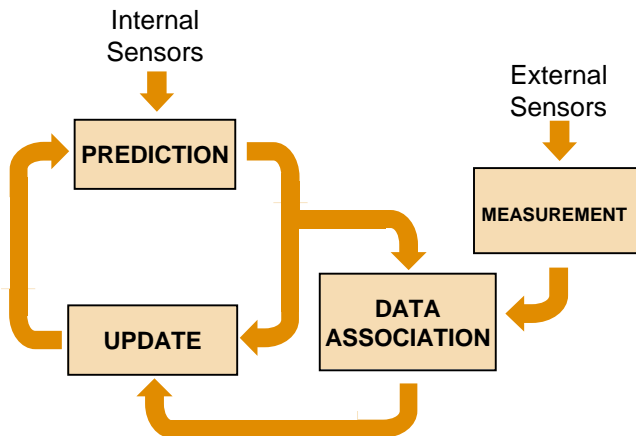 Internal
Sensors
External
Sensors
PREDICTION
MEASUREMENT
DATA
ASSOCIATION
UPDATE